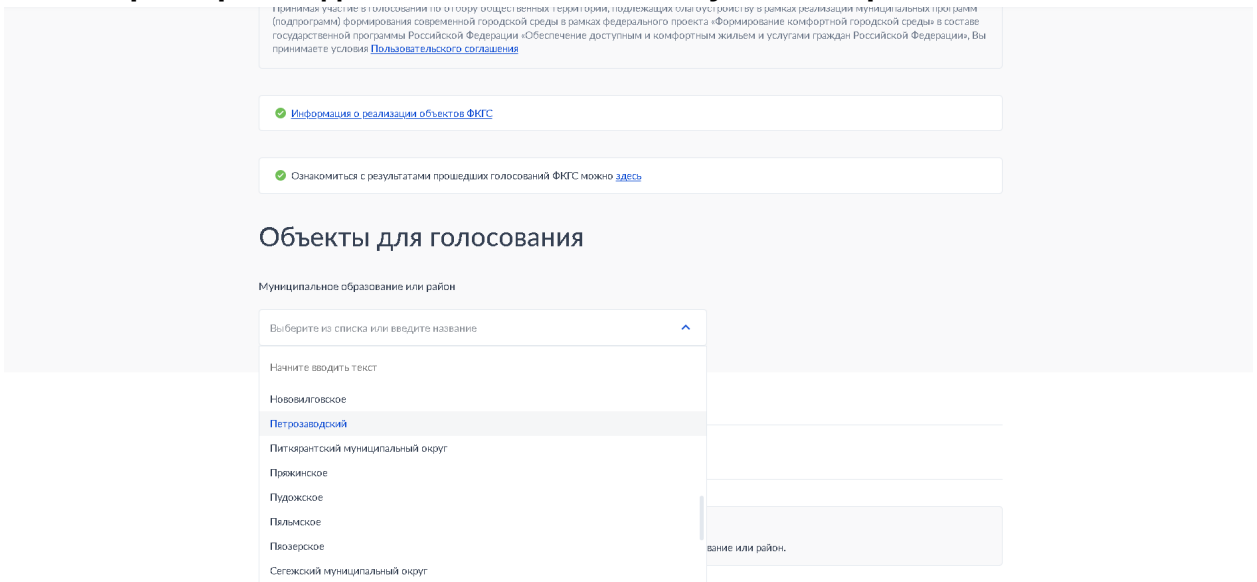 Принимая участие в голосовании по отбору общественных территорий, подлежащих благоустройству в рамках реализации муниципальных программ
(подпрограмм) формирования современной городской среды в рамках федерального проекта «Формирование комфортной городской среды» в составе
государственной программы Российской Федерации «Обеспечение доступным и комфортным жильем и услугами граждан Российской Федерации», Вы
принимаете условия Пользовательского соглашения
Информация о реализации объектов ФКГС
Ознакомиться с результатами прошедших голосований ФКГС можно здесь
Объекты для голосования
Муниципальное образование или район
Выберите из списка или введите название
Начните вводить текст
Нововилговское
Петрозаводский
Питкярантский муниципальный округ
Пряжинское
Пудожское
Пяльмское
Пяозерское
вание или район.
Сегежский муниципальный округ